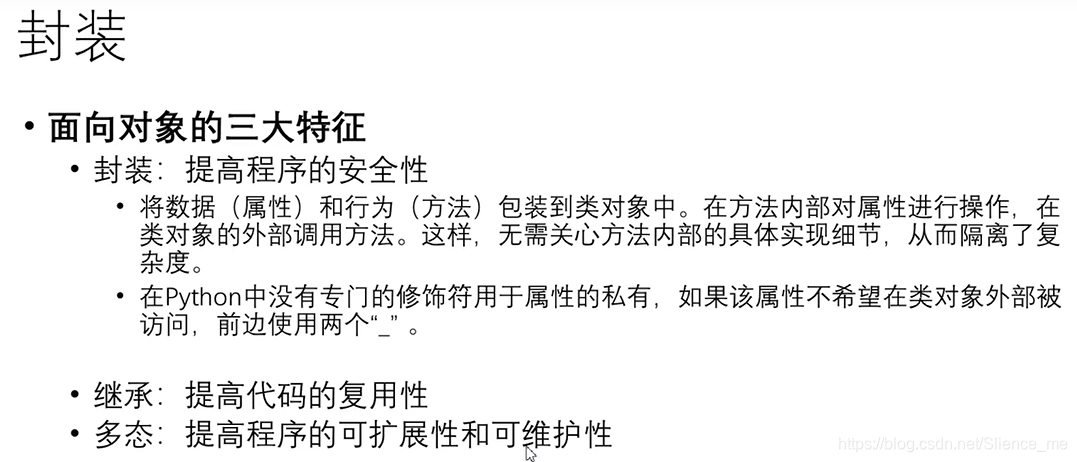 封装
• 面向对象的三大特征
• 封装：提高程序的安全性
• 将数据（属性）和行为（方法）包装到类对象中。在方法内部对属性进行操作，在
类对象的外部调用方法。这样，无需关心方法内部的具体实现细节，从而隔离了复
杂度。
• 在Python中没有专门的修饰符用于属性的私有，如果该属性不希望在类对象外部被
访问，前边使用两个“_” 。
• 继承：提高代码的复用性
• 多态：提高程序的可扩展性和可维护性
https://blog.csdn.net/Slience_me